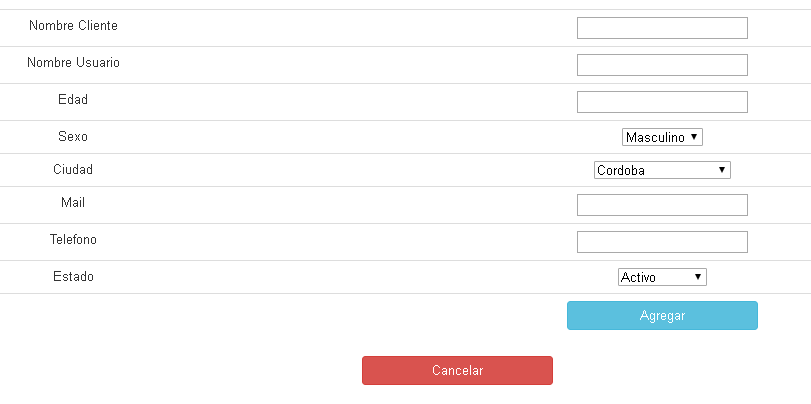 Nombre Cliente
Nombre Usuario
Edad
Sexo Masculino
Ciudad Cordoba
Mail
Telefono
Estado Activo
Agregar
Cancelar